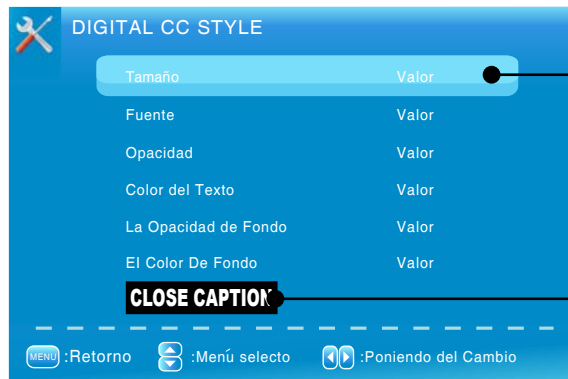 DIGITAL CC STYLE
Tamaño Valor
Fuente Valor
Opacidad Valor
Color del Texto Valor
La Opacidad de Fondo Valor
El Color De Fondo Valor
CLOSE CAPTION
MENU :Retorno :Menú selecto :Poniendo del Cambio